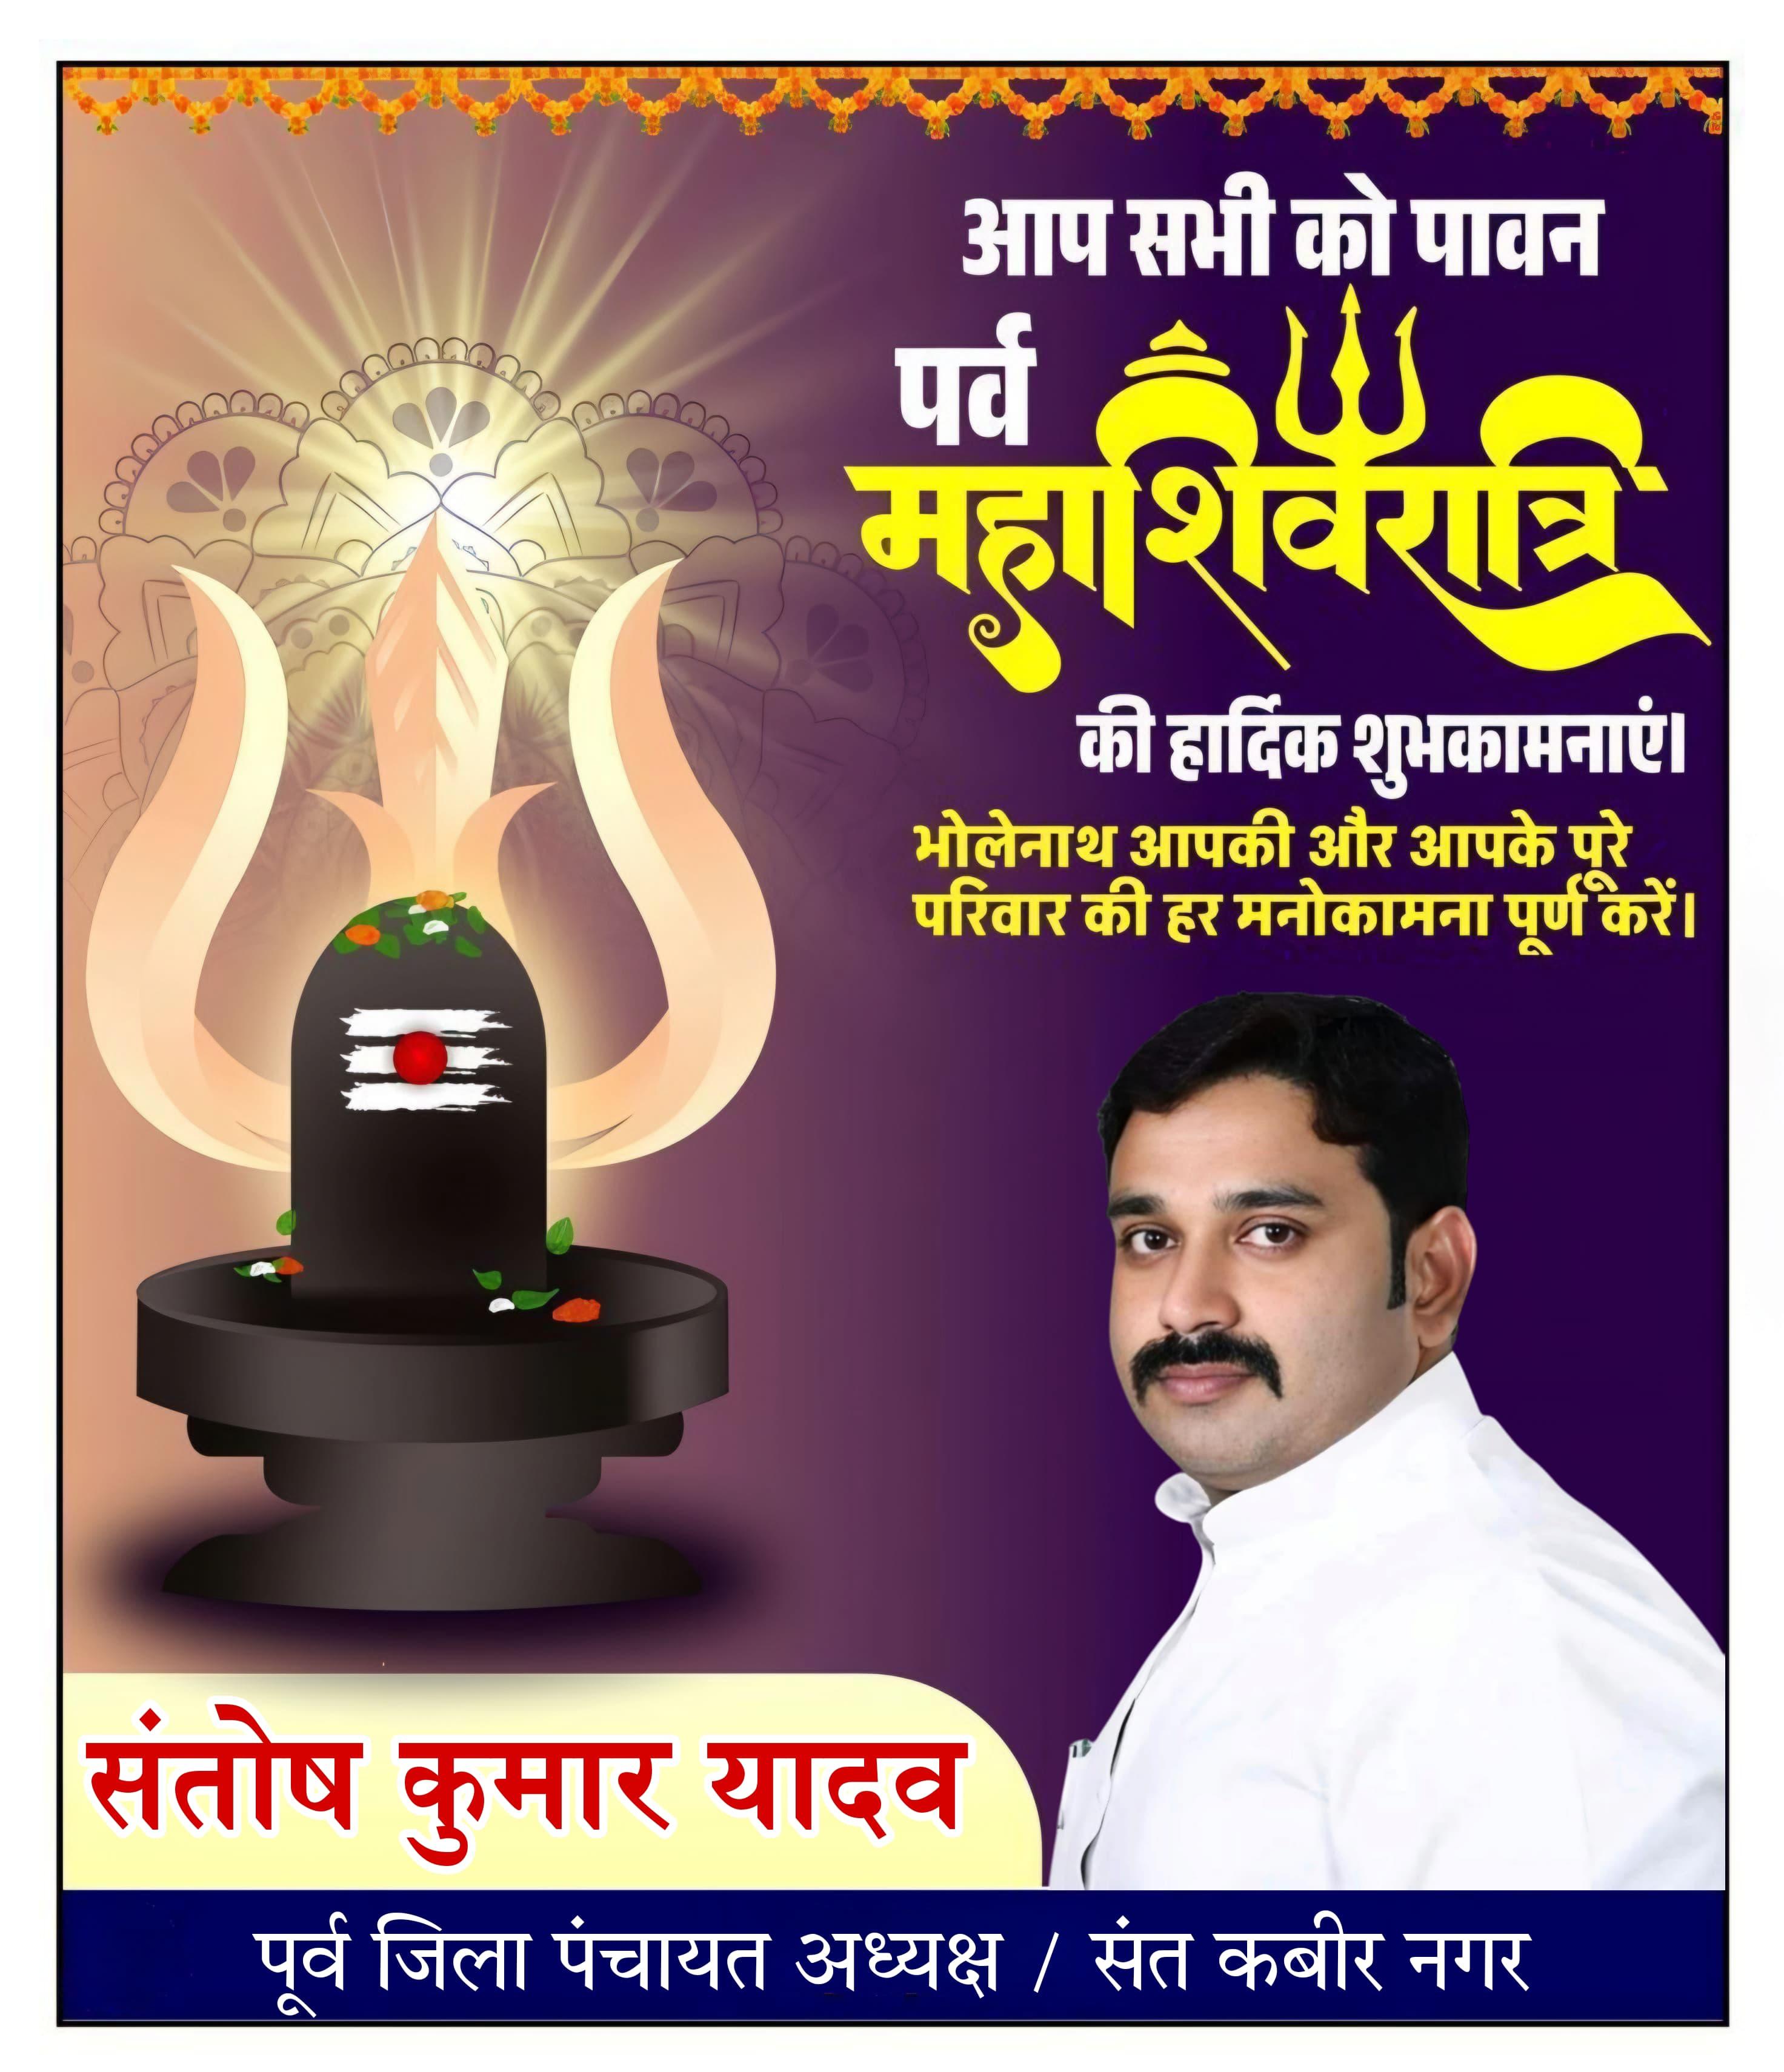 आप सभी को पावन
पर्व
महाशिवरात्रि
की हार्दिक शुभकामनाएं।
भोलेनाथ आपकी और आपके पूरे
परिवार की हर मनोकामना पूर्ण करें।
संतोष कुमार यादव
पूर्व जिला पंचायत अध्यक्ष / संत कबीर नगर